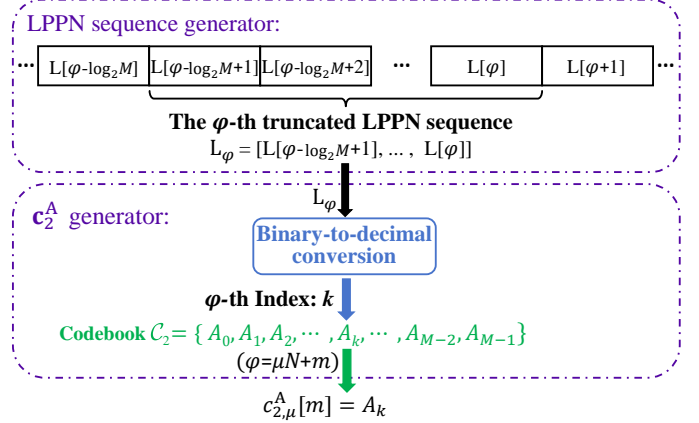 LPPN sequence generator:
... L[φ-log₂M] L[φ-log₂M+1] L[φ-log₂M+2] ... L[φ] L[φ+1] ...
The φ-th truncated LPPN sequence
L_φ = [L[φ-log₂M+1], ... , L[φ]]
L_φ
c₂ᴬ generator:
Binary-to-decimal
conversion
φ-th Index: k
Codebook 𝒞₂ = { A₀, A₁, A₂, ⋯ , A_k, ⋯ , A_{M−2}, A_{M−1}}
(φ=μN+m)
c^A_{2,μ}[m] = A_k